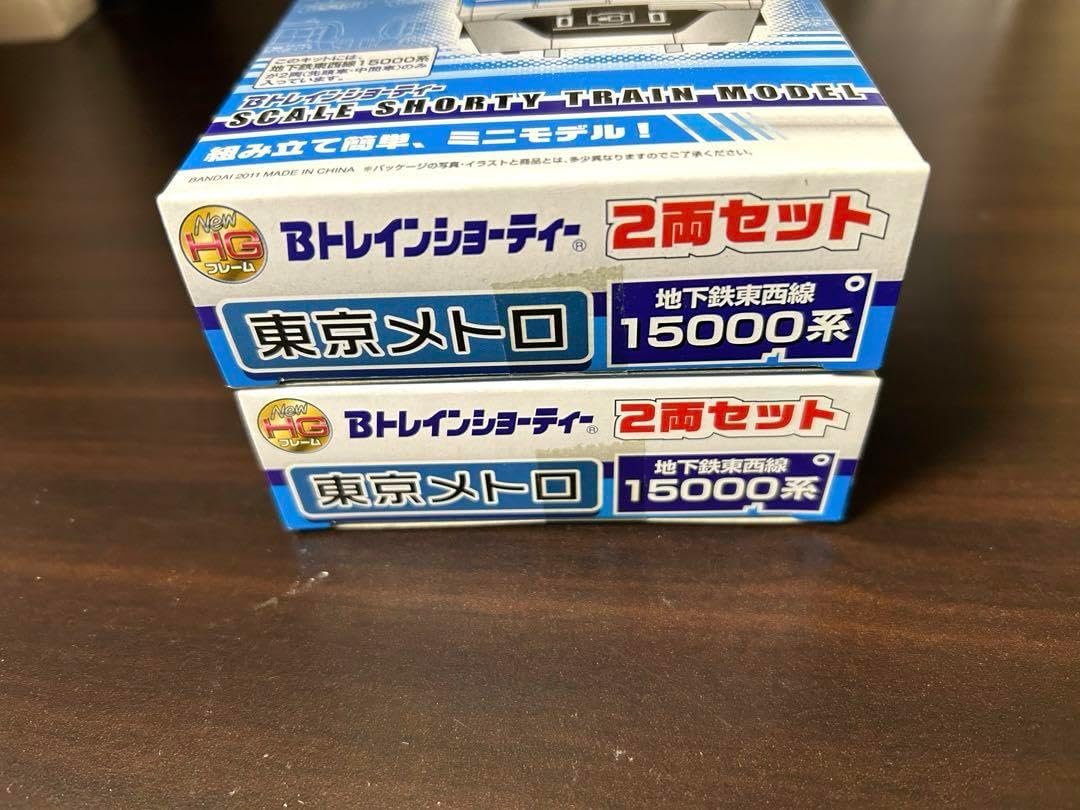 このキットには
地下鉄東西線15000系
が2両(先頭車・中間車)のみ
入っています。
Bトレインショーティー
SCALE SHORTY TRAIN MODEL
組み立て簡単、ミニモデル!
BANDAI 2011 MADE IN CHINA ※パッケージの写真・イラストと商品とは、多少異なりますのでご了承ください。
New
HG
フレーム
Bトレインショーティー®
2両セット
東京メトロ
地下鉄東西線
15000系
New
HG
フレーム
Bトレインショーティー®
2両セット
東京メトロ
地下鉄東西線
15000系